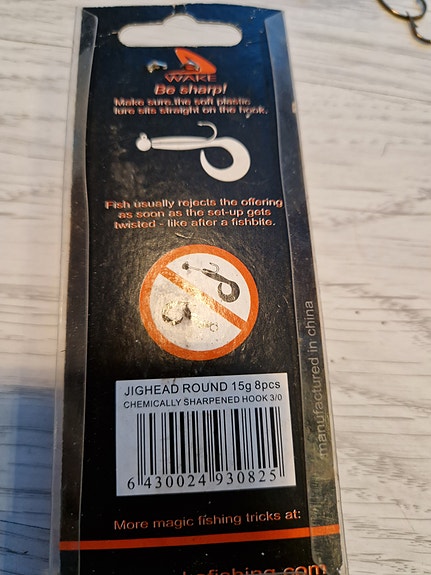 WAKE
Be sharp!
Make sure the soft plastic
lure sits straight on the hook.
Fish usually rejects the offering
as soon as the set-up gets
twisted - like after a fishbite.
JIGHEAD ROUND 15g 8pcs
CHEMICALLY SHARPENED HOOK 3/0
6 430024 930825
manufactured in china
More magic fishing tricks at: